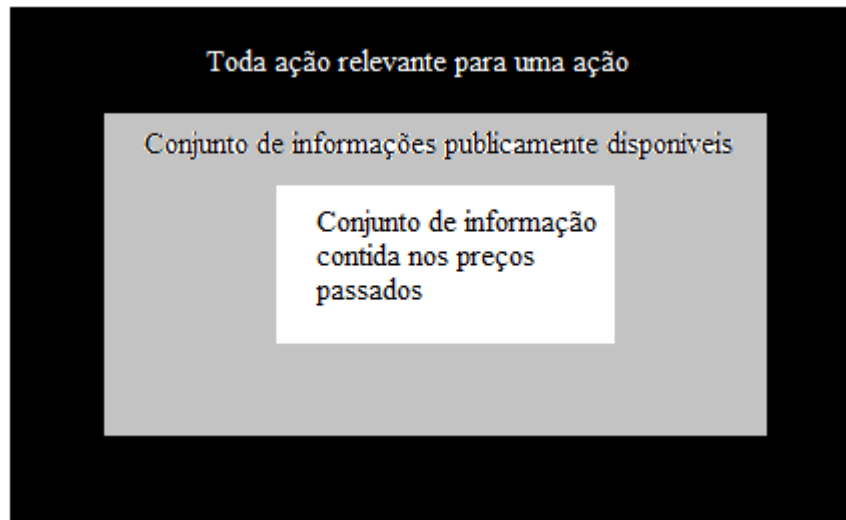 Toda ação relevante para uma ação
Conjunto de informações publicamente disponiveis
Conjunto de informação
contida nos preços
passados